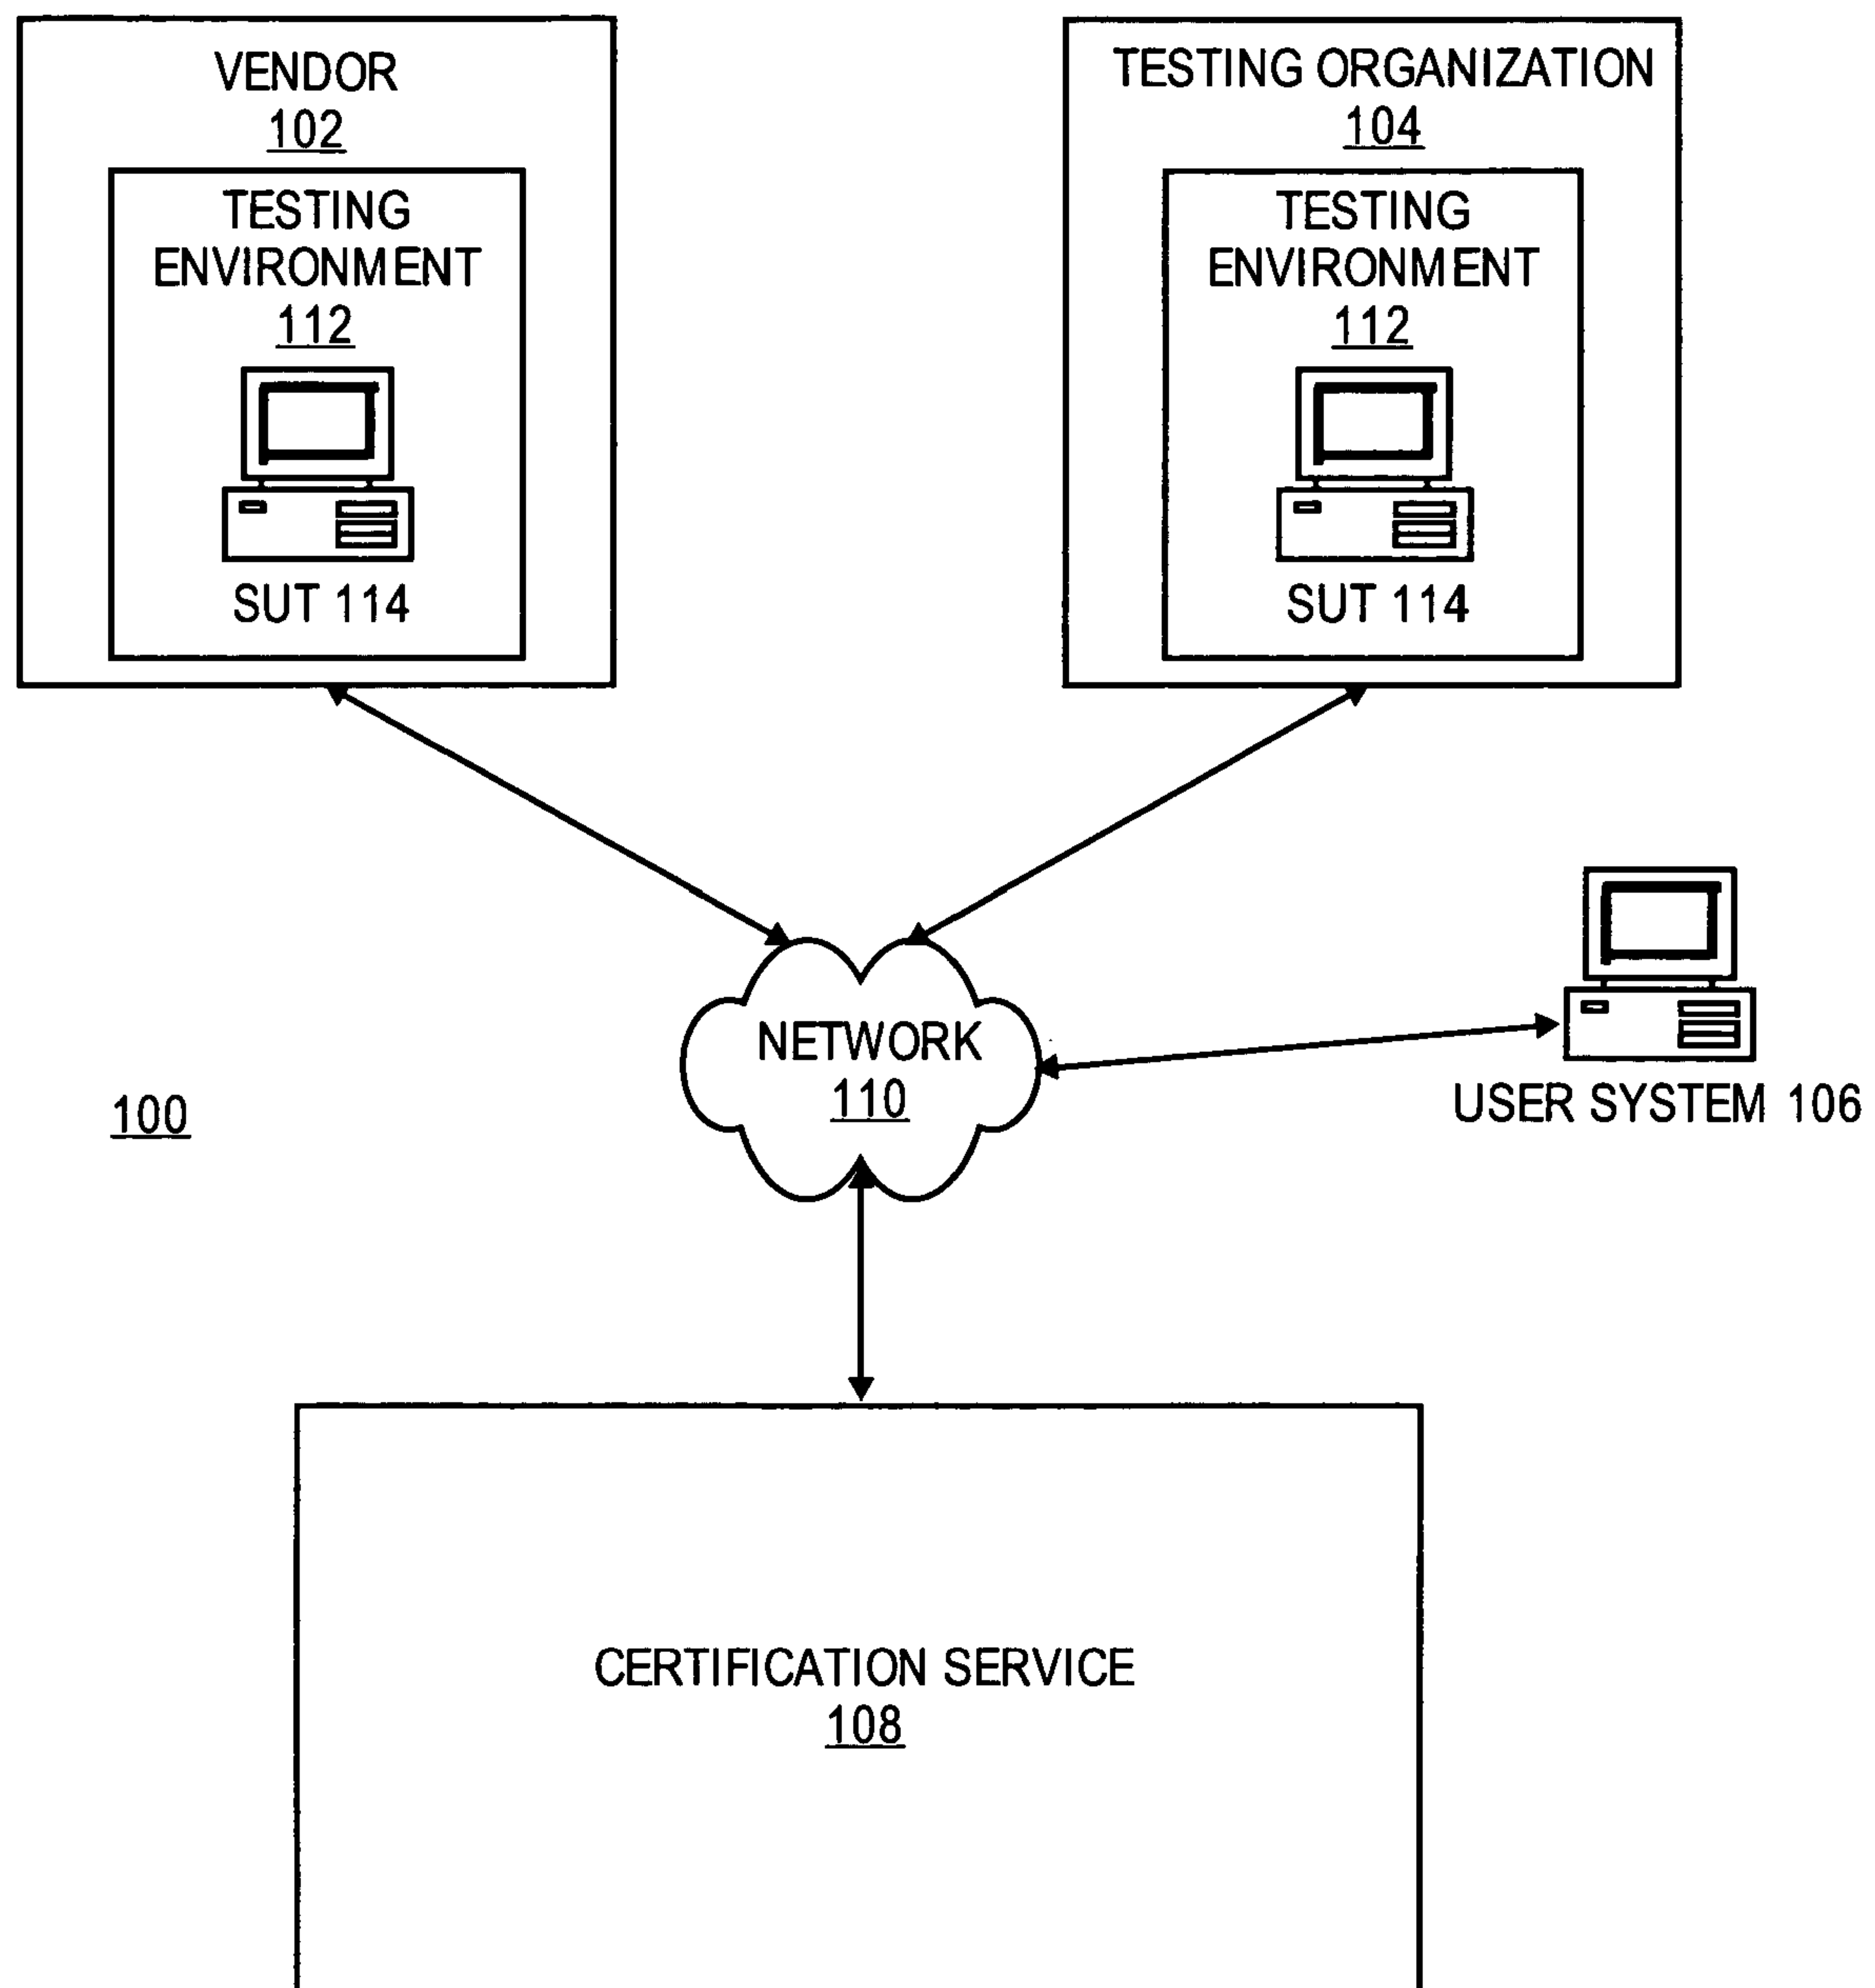 VENDOR
102
TESTING
ENVIRONMENT
112
SUT 114
TESTING ORGANIZATION
104
TESTING
ENVIRONMENT
112
SUT 114
NETWORK
110
USER SYSTEM 106
100
CERTIFICATION SERVICE
108